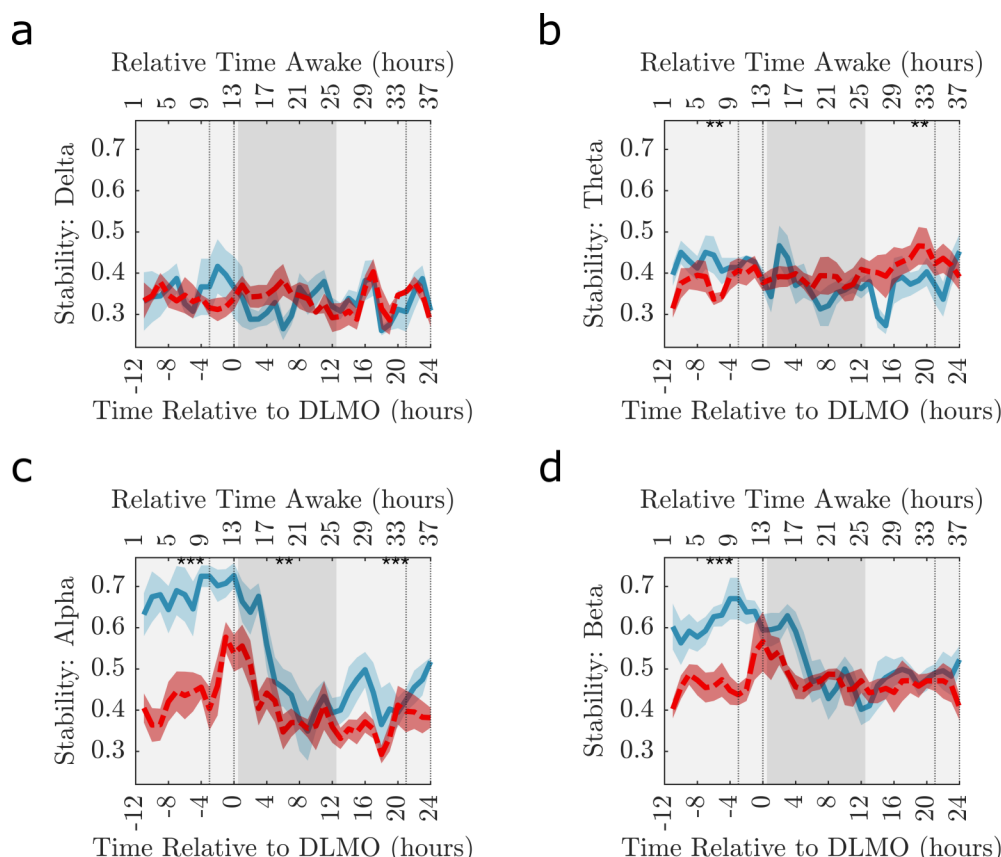 a
Relative Time Awake (hours)
1 5 9 13 17 21 25 29 33 37
Stability: Delta
0.7
0.6
0.5
0.4
0.3
-12 -8 -4 0 4 8 12 16 20 24
Time Relative to DLMO (hours)
b
Relative Time Awake (hours)
1 5 9 13 17 21 25 29 33 37
** **
Stability: Theta
0.7
0.6
0.5
0.4
0.3
-12 -8 -4 0 4 8 12 16 20 24
Time Relative to DLMO (hours)
c
Relative Time Awake (hours)
1 5 9 13 17 21 25 29 33 37
*** ** ***
Stability: Alpha
0.7
0.6
0.5
0.4
0.3
-12 -8 -4 0 4 8 12 16 20 24
Time Relative to DLMO (hours)
d
Relative Time Awake (hours)
1 5 9 13 17 21 25 29 33 37
***
Stability: Beta
0.7
0.6
0.5
0.4
0.3
-12 -8 -4 0 4 8 12 16 20 24
Time Relative to DLMO (hours)